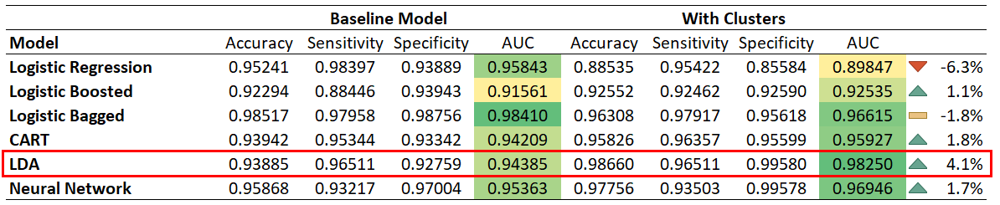 Baseline Model With Clusters
Model Accuracy Sensitivity Specificity AUC Accuracy Sensitivity Specificity AUC
Logistic Regression 0.95241 0.98397 0.93889 0.95843 0.88535 0.95422 0.85584 0.89847 -6.3%
Logistic Boosted 0.92294 0.88446 0.93943 0.91561 0.92552 0.92462 0.92590 0.92535 1.1%
Logistic Bagged 0.98517 0.97958 0.98756 0.98410 0.96308 0.97917 0.95618 0.96615 -1.8%
CART 0.93942 0.95344 0.93342 0.94209 0.95826 0.96357 0.95599 0.95927 1.8%
LDA 0.93885 0.96511 0.92759 0.94385 0.98660 0.96511 0.99580 0.98250 4.1%
Neural Network 0.95868 0.93217 0.97004 0.95363 0.97756 0.93503 0.99578 0.96946 1.7%